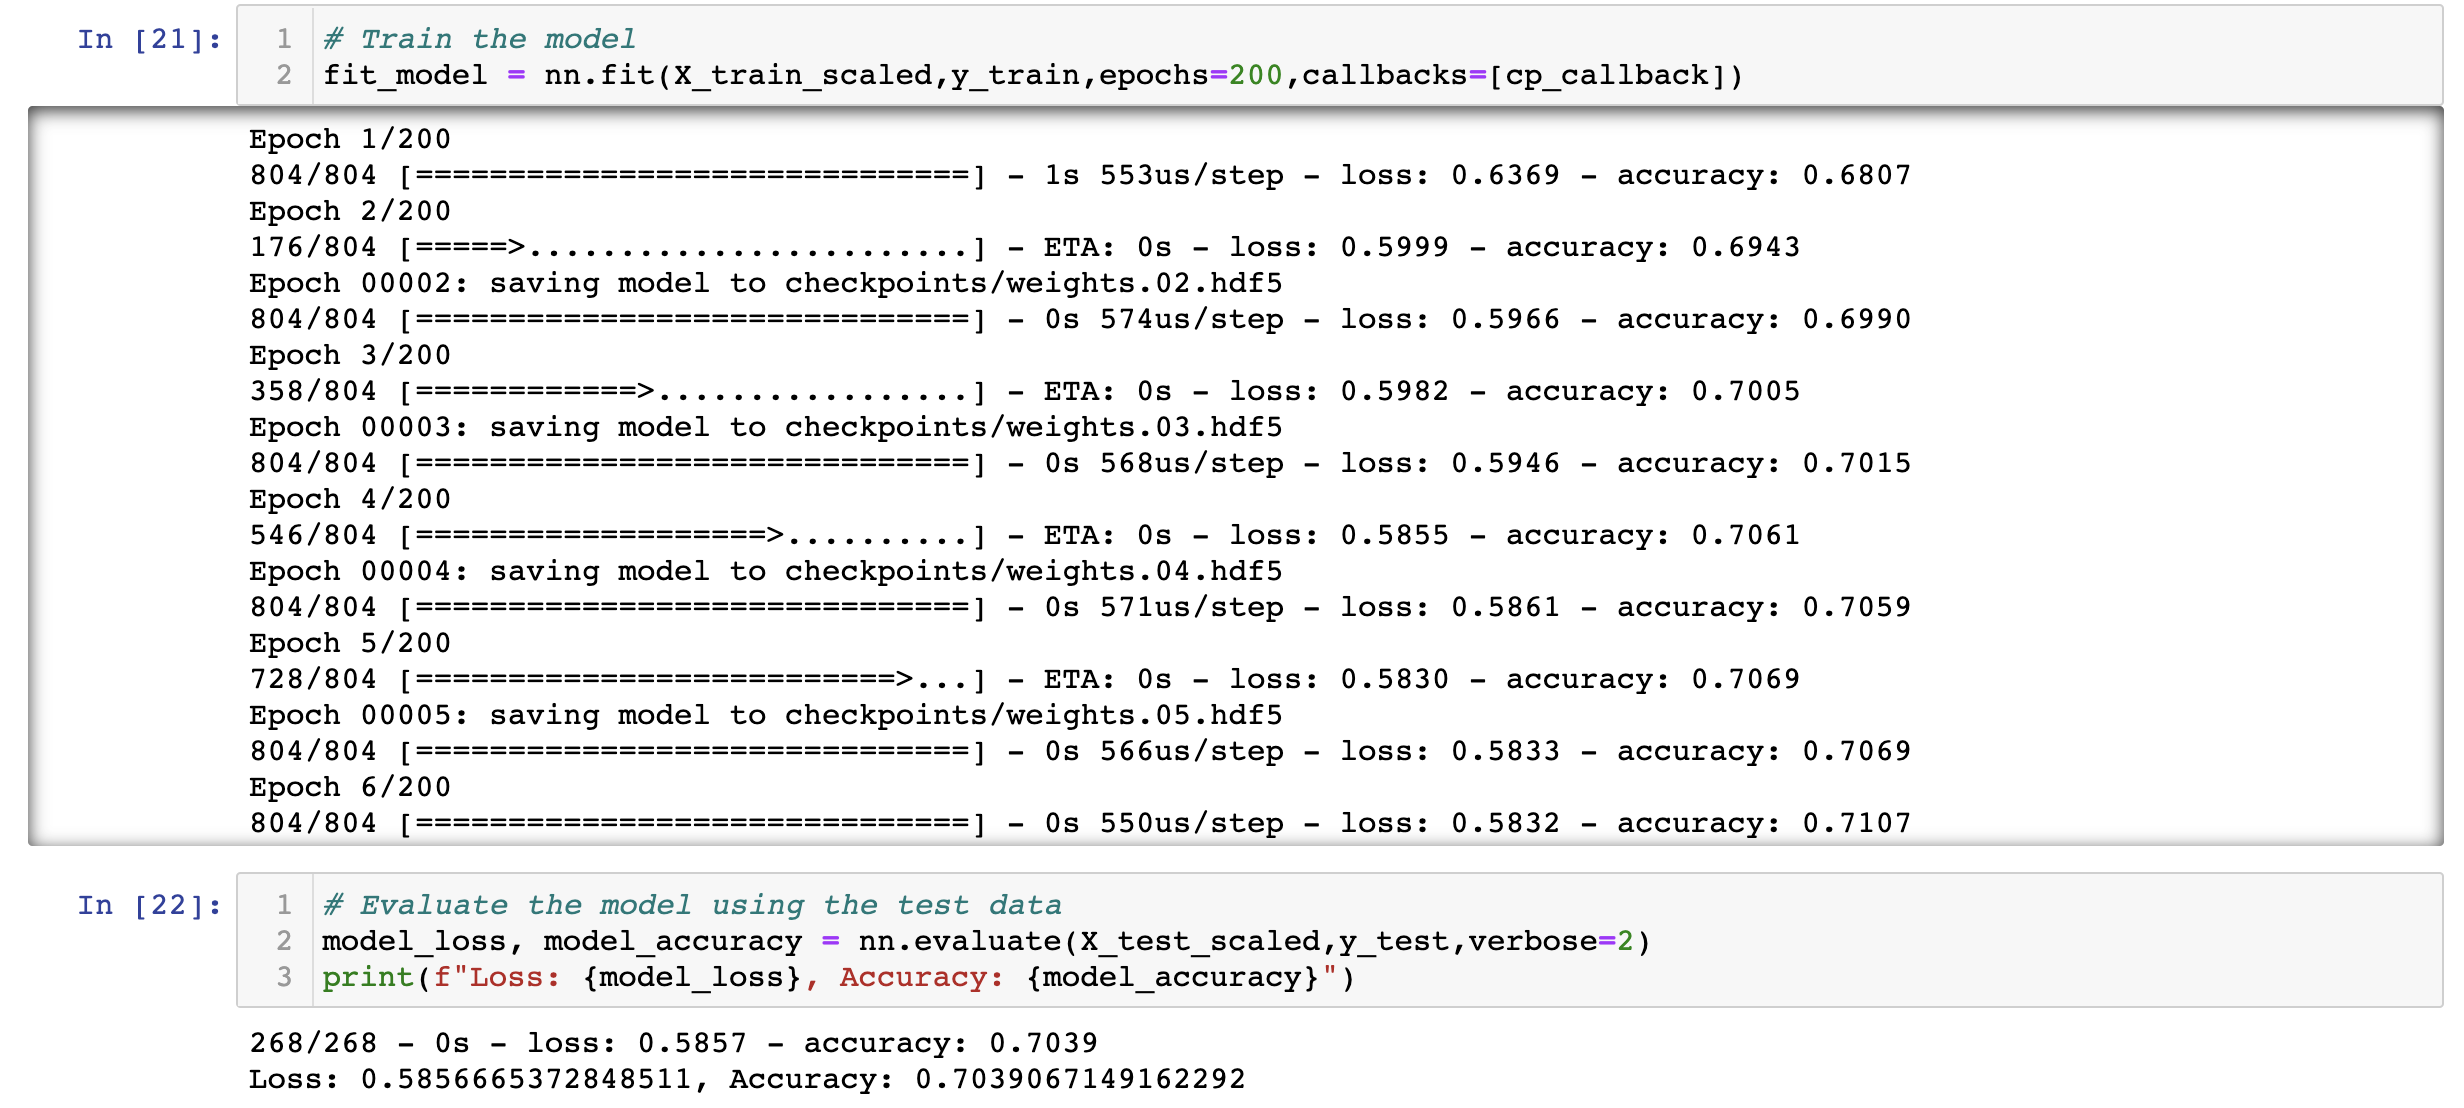 In [21]:
1 # Train the model
2 fit_model = nn.fit(X_train_scaled,y_train,epochs=200,callbacks=[cp_callback])
Epoch 1/200
804/804 [==============================] - 1s 553us/step - loss: 0.6369 - accuracy: 0.6807
Epoch 2/200
176/804 [=====>........................] - ETA: 0s - loss: 0.5999 - accuracy: 0.6943
Epoch 00002: saving model to checkpoints/weights.02.hdf5
804/804 [==============================] - 0s 574us/step - loss: 0.5966 - accuracy: 0.6990
Epoch 3/200
358/804 [============>.................] - ETA: 0s - loss: 0.5982 - accuracy: 0.7005
Epoch 00003: saving model to checkpoints/weights.03.hdf5
804/804 [==============================] - 0s 568us/step - loss: 0.5946 - accuracy: 0.7015
Epoch 4/200
546/804 [===================>..........] - ETA: 0s - loss: 0.5855 - accuracy: 0.7061
Epoch 00004: saving model to checkpoints/weights.04.hdf5
804/804 [==============================] - 0s 571us/step - loss: 0.5861 - accuracy: 0.7059
Epoch 5/200
728/804 [==========================>...] - ETA: 0s - loss: 0.5830 - accuracy: 0.7069
Epoch 00005: saving model to checkpoints/weights.05.hdf5
804/804 [==============================] - 0s 566us/step - loss: 0.5833 - accuracy: 0.7069
Epoch 6/200
804/804 [==============================] - 0s 550us/step - loss: 0.5832 - accuracy: 0.7107
In [22]:
1 # Evaluate the model using the test data
2 model_loss, model_accuracy = nn.evaluate(X_test_scaled,y_test,verbose=2)
3 print(f"Loss: {model_loss}, Accuracy: {model_accuracy}")
268/268 - 0s - loss: 0.5857 - accuracy: 0.7039
Loss: 0.5856665372848511, Accuracy: 0.7039067149162292